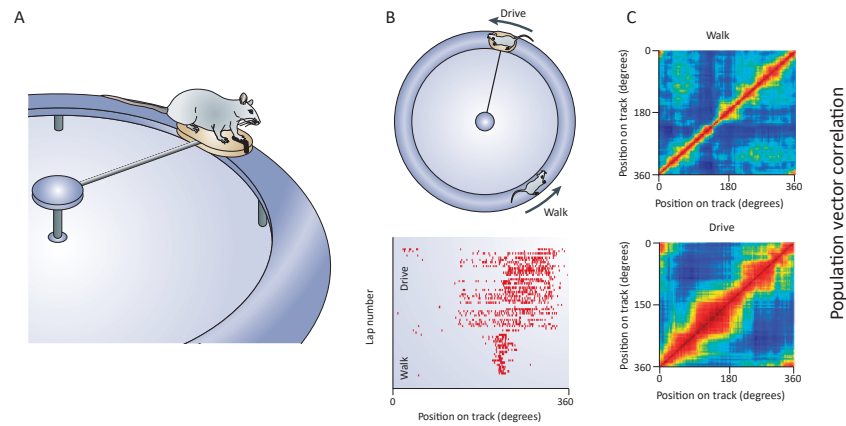 A
B
Drive
Walk
Lap number
Drive
Walk
0
360
Position on track (degrees)
C
Walk
Position on track (degrees)
0
180
360
0
180
360
Position on track (degrees)
Drive
Position on track (degrees)
0
150
360
0
180
360
Position on track (degrees)
Population vector correlation